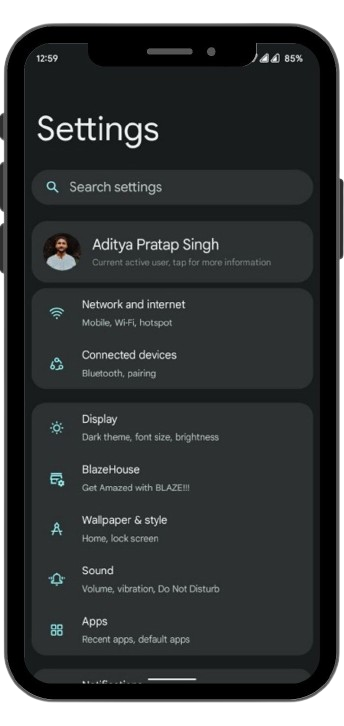 12:59
85%
Settings
Search settings
Aditya Pratap Singh
Current active user, tap for more information
Network and internet
Mobile, Wi-Fi, hotspot
Connected devices
Bluetooth, pairing
Display
Dark theme, font size, brightness
BlazeHouse
Get Amazed with BLAZE!!!
Wallpaper & style
Home, lock screen
Sound
Volume, vibration, Do Not Disturb
Apps
Recent apps, default apps
Notifications